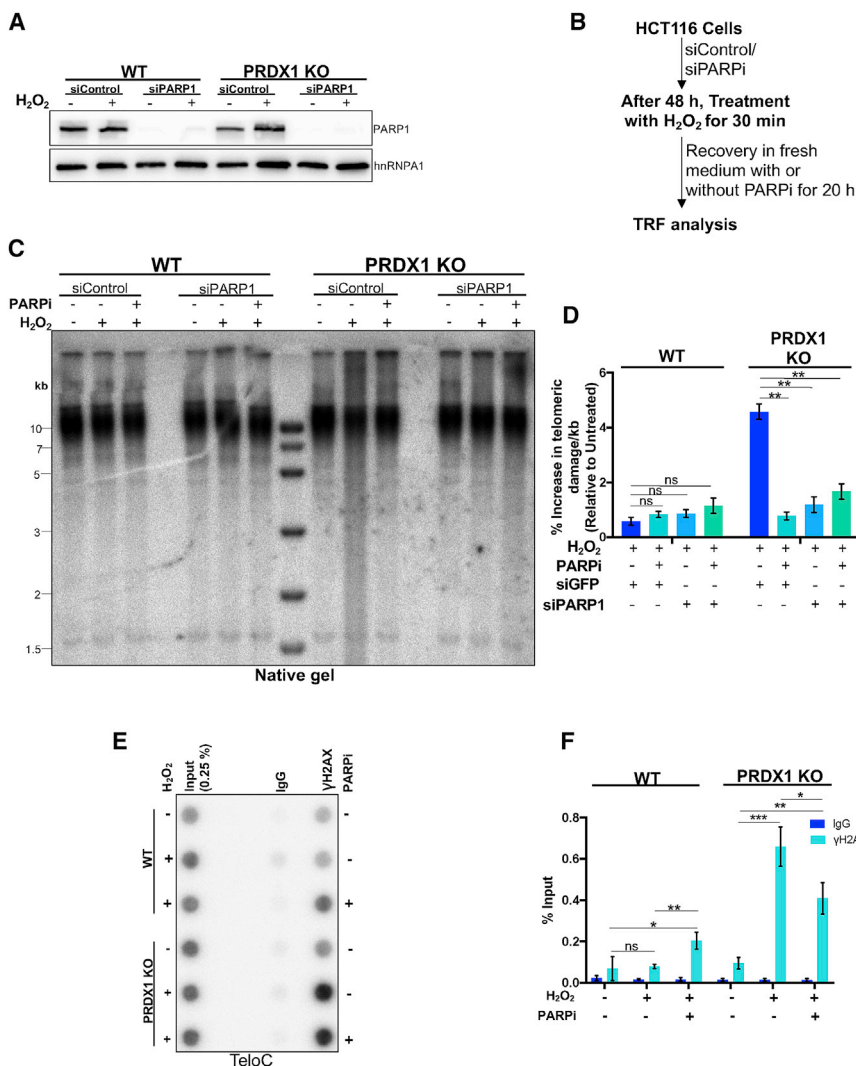 A
WT
PRDX1 KO
siControl
siPARP1
siControl
siPARP1
H₂O₂
- + - + - + - +
PARP1
hnRNPA1
B
HCT116 Cells
siControl/
siPARPi
After 48 h, Treatment
with H₂O₂ for 30 min
Recovery in fresh
medium with or
without PARPi for 20 h
TRF analysis
C
WT
PRDX1 KO
siControl
siPARP1
siControl
siPARP1
PARPi - - + - - + - - + - - +
H₂O₂ - + + - + + - + + - + +
kb
10
7
5
3
2
1.5
Native gel
D
WT
PRDX1
KO
% Increase in telomeric
damage/kb
(Relative to Untreated)
6
4
2
0
ns
ns
ns
**
**
**
H₂O₂ + + + + + + + +
PARPi - + - + - + - +
siGFP + + - - + + - -
siPARP1 - - + + - - + +
E
H₂O₂
Input
(0.25 %)
IgG
γH2AX
PARPi
WT
- -
+ -
+ +
PRDX1 KO
- -
+ -
+ +
TeloC
F
WT
PRDX1 KO
IgG
γH2A
% Input
0.8
0.6
0.4
0.2
0.0
ns
*
**
***
**
*
H₂O₂ - + + - + +
PARPi - - + - - +